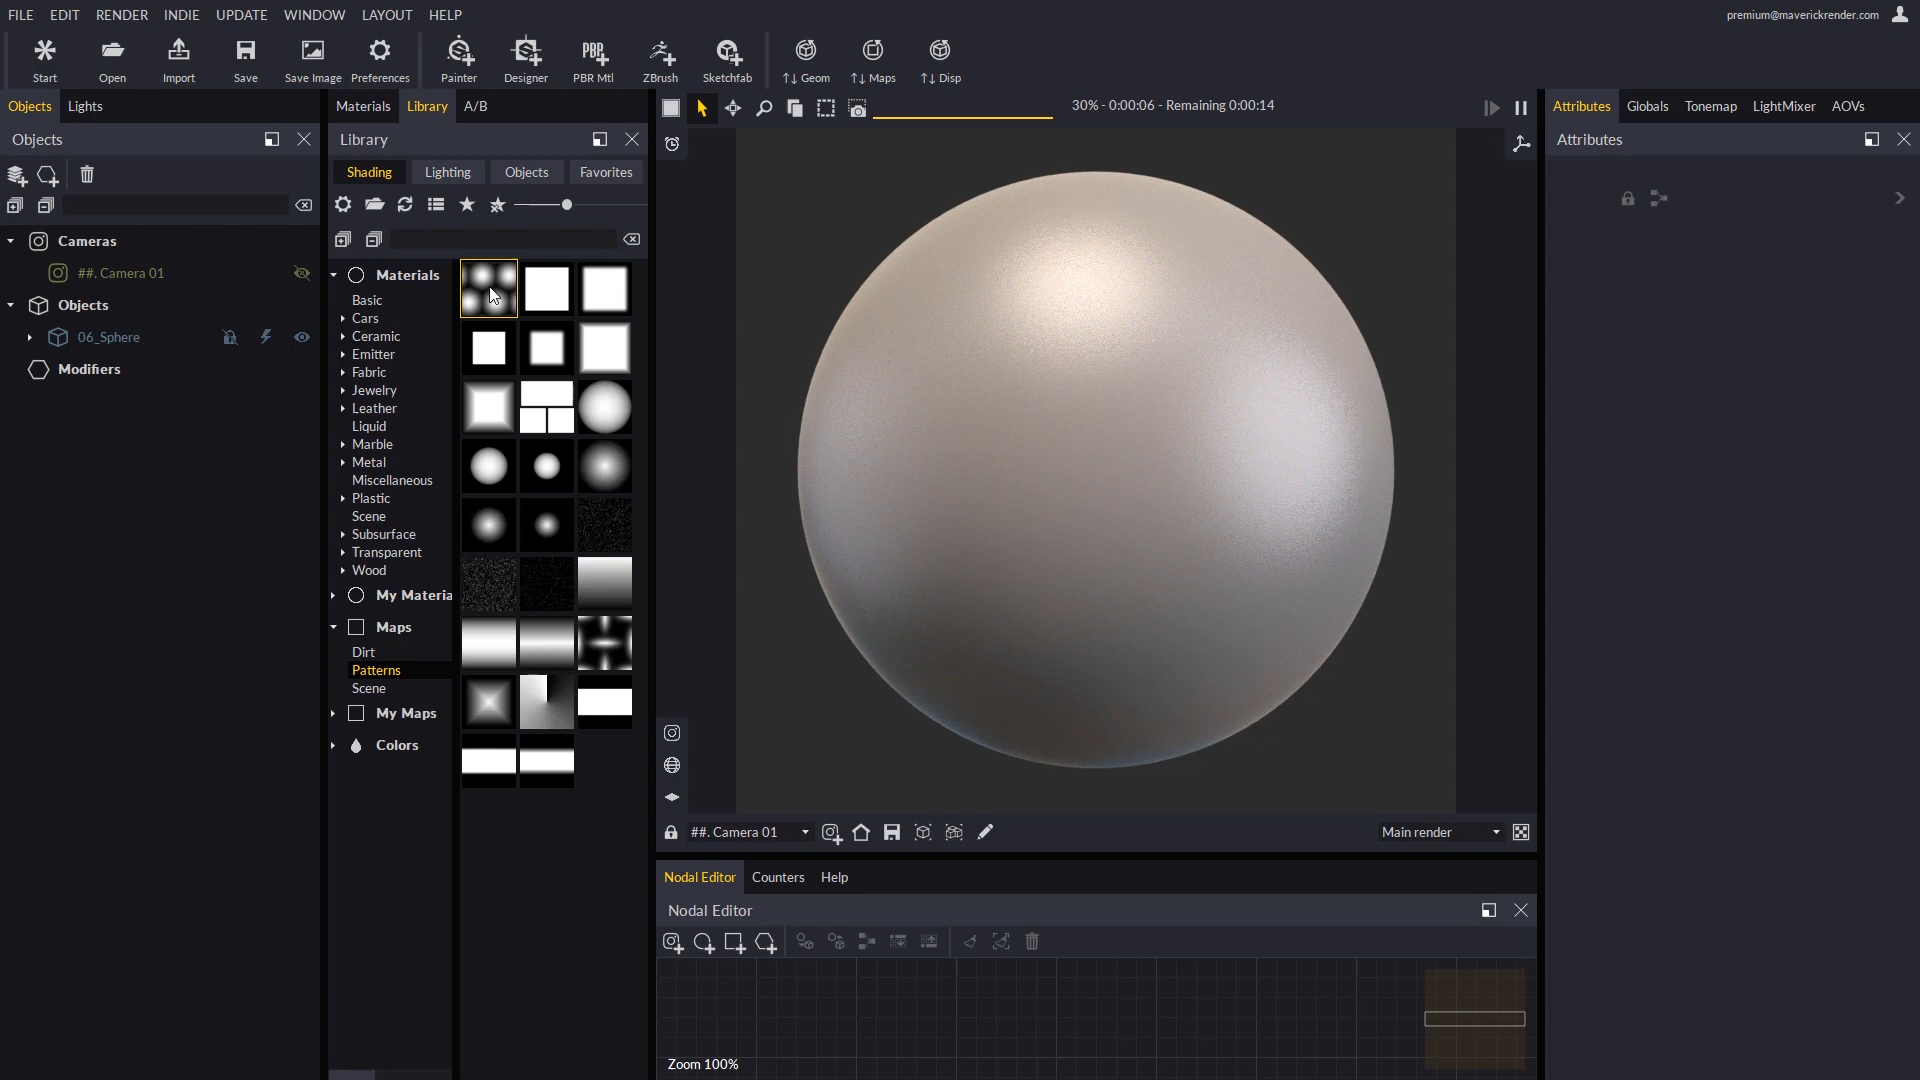 FILE EDIT RENDER INDIE UPDATE WINDOW LAYOUT HELP
premium@maverickrender.com
Start Open Import Save Save Image Preferences Painter Designer PBR Mtl ZBrush Sketchfab ↑↓ Geom ↑↓ Maps ↑↓ Disp
PBR
Objects Lights
Objects
Cameras
##. Camera 01
Objects
06_Sphere
Modifiers
Materials Library A/B
Library
Shading Lighting Objects Favorites
Materials
Basic
Cars
Ceramic
Emitter
Fabric
Jewelry
Leather
Liquid
Marble
Metal
Miscellaneous
Plastic
Scene
Subsurface
Transparent
Wood
My Materia
Maps
Dirt
Patterns
Scene
My Maps
Colors
30% - 0:00:06 - Remaining 0:00:14
##. Camera 01
Main render
Nodal Editor Counters Help
Nodal Editor
Zoom 100%
Attributes Globals Tonemap LightMixer AOVs
Attributes